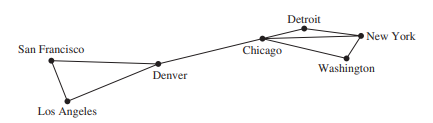 Detroit
New York
San Francisco
Chicago
Washington
Denver
Los Angeles